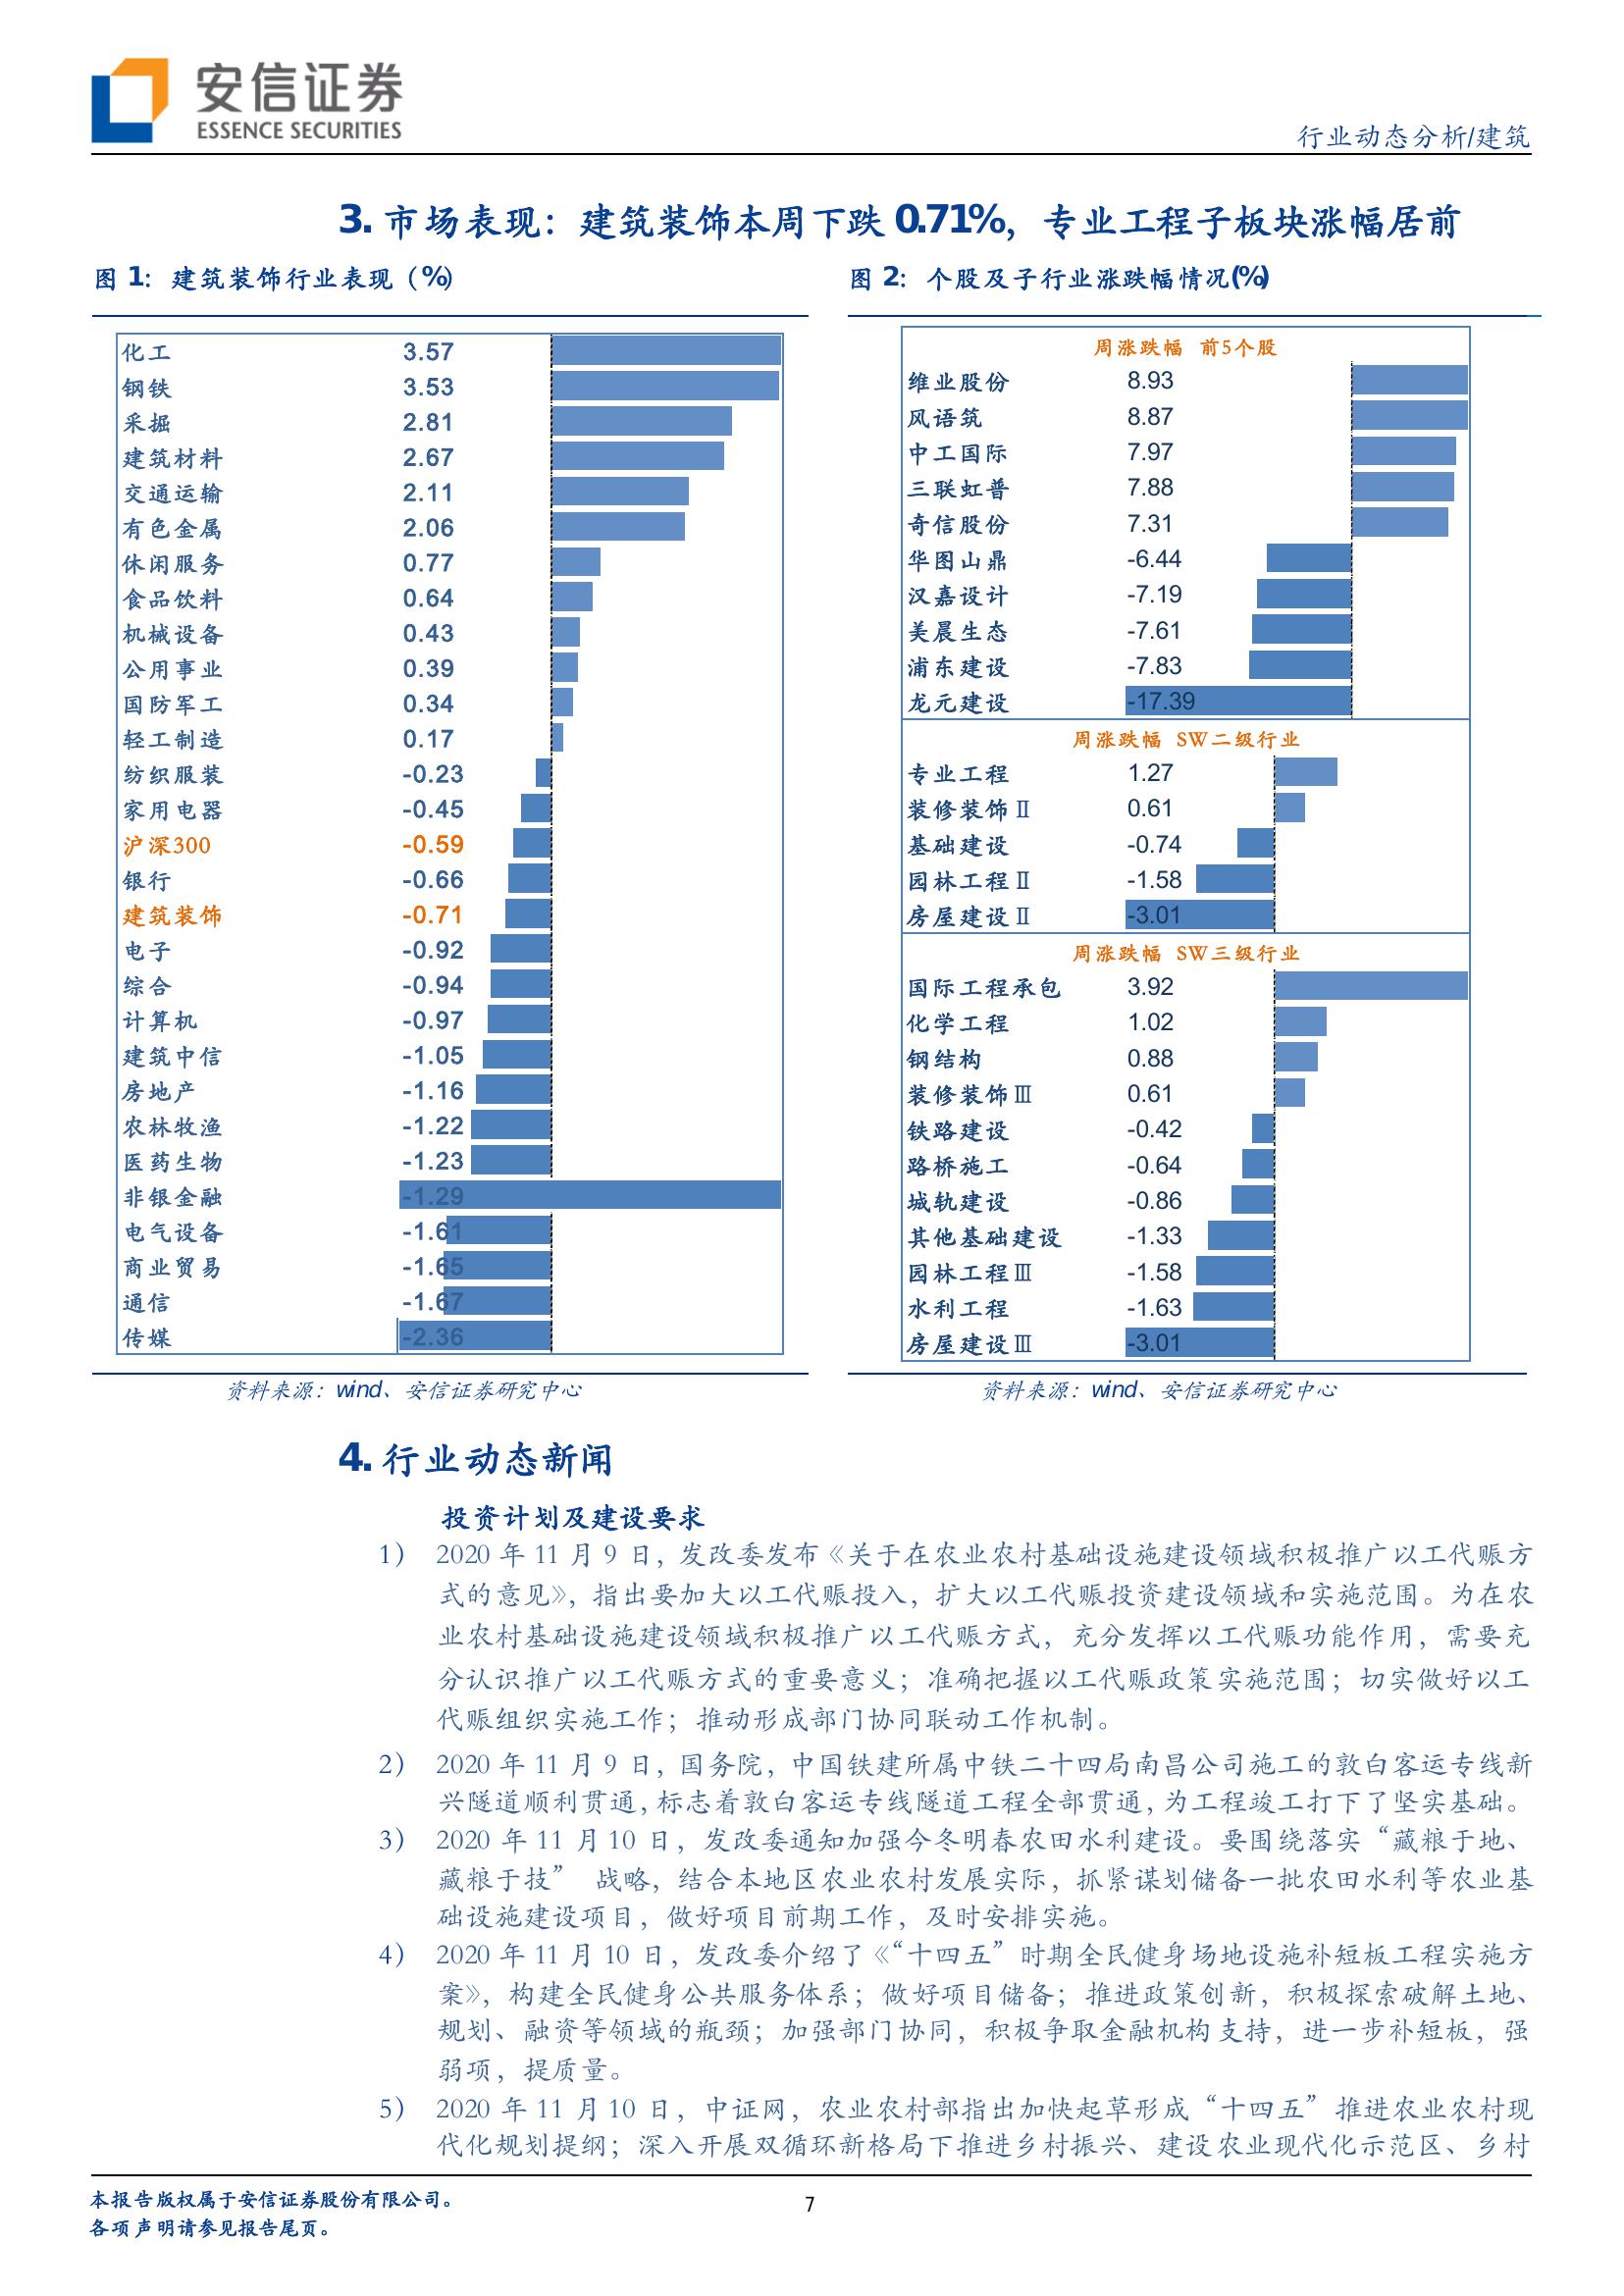 安信证券
ESSENCE SECURITIES
行业动态分析/建筑
3. 市场表现：建筑装饰本周下跌 0.71%，专业工程子板块涨幅居前
图 1：建筑装饰行业表现（%）
化工 3.57
钢铁 3.53
采掘 2.81
建筑材料 2.67
交通运输 2.11
有色金属 2.06
休闲服务 0.77
食品饮料 0.64
机械设备 0.43
公用事业 0.39
国防军工 0.34
轻工制造 0.17
纺织服装 -0.23
家用电器 -0.45
沪深300 -0.59
银行 -0.66
建筑装饰 -0.71
电子 -0.92
综合 -0.94
计算机 -0.97
建筑中信 -1.05
房地产 -1.16
农林牧渔 -1.22
医药生物 -1.23
非银金融 -1.29
电气设备 -1.61
商业贸易 -1.65
通信 -1.67
传媒 -2.36
资料来源：wind、安信证券研究中心
图 2：个股及子行业涨跌幅情况(%)
周涨跌幅 前5个股
维业股份 8.93
风语筑 8.87
中工国际 7.97
三联虹普 7.88
奇信股份 7.31
华图山鼎 -6.44
汉嘉设计 -7.19
美晨生态 -7.61
浦东建设 -7.83
龙元建设 -17.39
周涨跌幅 SW二级行业
专业工程 1.27
装修装饰Ⅱ 0.61
基础建设 -0.74
园林工程Ⅱ -1.58
房屋建设Ⅱ -3.01
周涨跌幅 SW三级行业
国际工程承包 3.92
化学工程 1.02
钢结构 0.88
装修装饰Ⅲ 0.61
铁路建设 -0.42
路桥施工 -0.64
城轨建设 -0.86
其他基础建设 -1.33
园林工程Ⅲ -1.58
水利工程 -1.63
房屋建设Ⅲ -3.01
资料来源：wind、安信证券研究中心
4. 行业动态新闻
投资计划及建设要求
1） 2020 年 11 月 9 日，发改委发布《关于在农业农村基础设施建设领域积极推广以工代赈方
式的意见》，指出要加大以工代赈投入，扩大以工代赈投资建设领域和实施范围。为在农
业农村基础设施建设领域积极推广以工代赈方式，充分发挥以工代赈功能作用，需要充
分认识推广以工代赈方式的重要意义；准确把握以工代赈政策实施范围；切实做好以工
代赈组织实施工作；推动形成部门协同联动工作机制。
2） 2020 年 11 月 9 日，国务院，中国铁建所属中铁二十四局南昌公司施工的敦白客运专线新
兴隧道顺利贯通，标志着敦白客运专线隧道工程全部贯通，为工程竣工打下了坚实基础。
3） 2020 年 11 月 10 日，发改委通知加强今冬明春农田水利建设。要围绕落实“藏粮于地、
藏粮于技” 战略，结合本地区农业农村发展实际，抓紧谋划储备一批农田水利等农业基
础设施建设项目，做好项目前期工作，及时安排实施。
4） 2020 年 11 月 10 日，发改委介绍了《“十四五”时期全民健身场地设施补短板工程实施方
案》，构建全民健身公共服务体系；做好项目储备；推进政策创新，积极探索破解土地、
规划、融资等领域的瓶颈；加强部门协同，积极争取金融机构支持，进一步补短板，强
弱项，提质量。
5） 2020 年 11 月 10 日，中证网，农业农村部指出加快起草形成“十四五”推进农业农村现
代化规划提纲；深入开展双循环新格局下推进乡村振兴、建设农业现代化示范区、乡村
本报告版权属于安信证券股份有限公司。
各项声明请参见报告尾页。
7